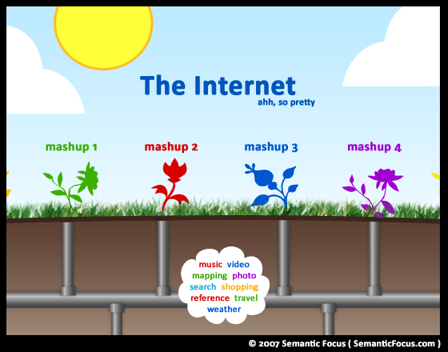 The Internet
ahh, so pretty
mashup 1 mashup 2 mashup 3 mashup 4
music video
mapping photo
search shopping
reference travel
weather
© 2007 Semantic Focus ( SemanticFocus.com )